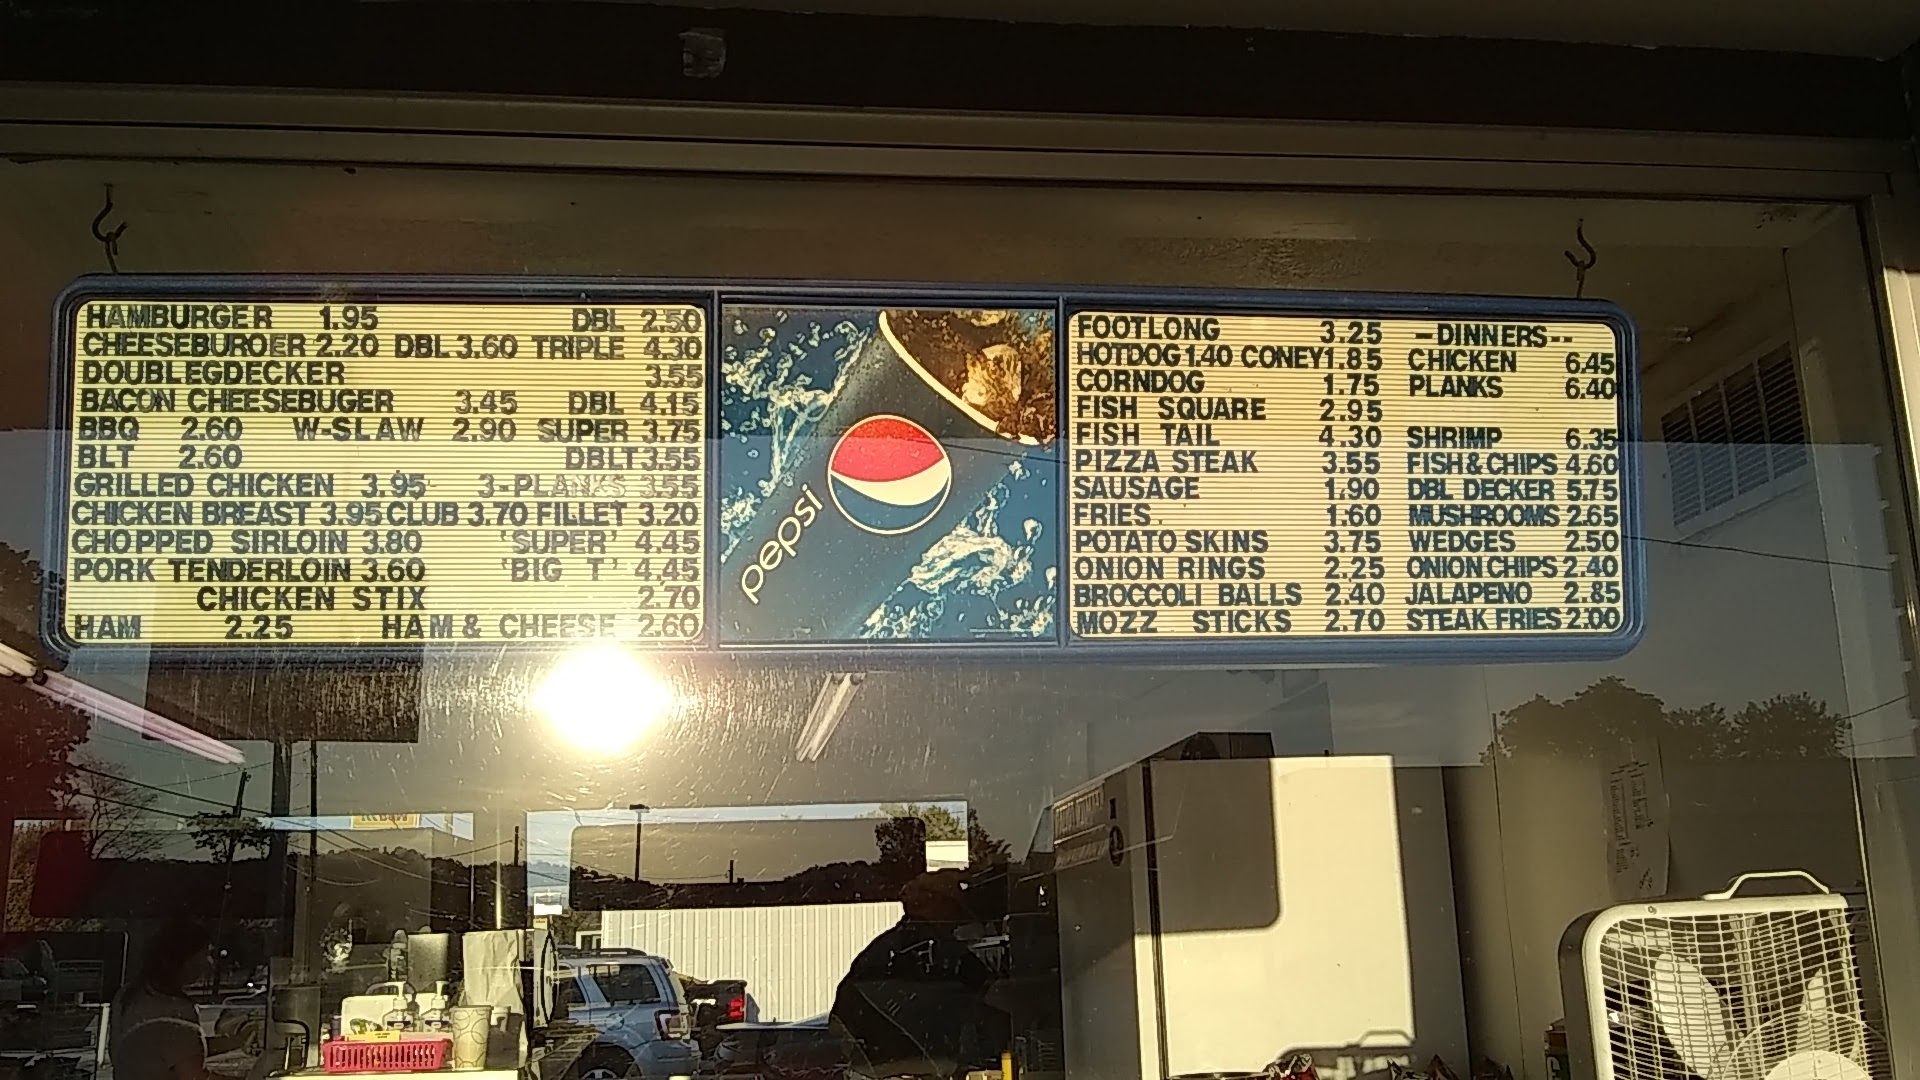 HAMBURGER 1.95 DBL 2.50
CHEESEBUROER 2.20 DBL 3.60 TRIPLE 4.30
DOUBLEGDECKER 3.55
BACON CHEESEBUGER 3.45 DBL 4.15
BBQ 2.60 W-SLAW 2.90 SUPER 3.75
BLT 2.60 DBLT 3.55
GRILLED CHICKEN 3.95 3-PLANKS 3.55
CHICKEN BREAST 3.95 CLUB 3.70 FILLET 3.20
CHOPPED SIRLOIN 3.80 'SUPER' 4.45
PORK TENDERLOIN 3.60 'BIG T' 4.45
CHICKEN STIX 2.70
HAM 2.25 HAM & CHEESE 2.60
pepsi
FOOTLONG 3.25
HOTDOG 1.40 CONEY 1.85
CORNDOG 1.75
FISH SQUARE 2.95
FISH TAIL 4.30
PIZZA STEAK 3.55
SAUSAGE 1.90
FRIES 1.60
POTATO SKINS 3.75
ONION RINGS 2.25
BROCCOLI BALLS 2.40
MOZZ STICKS 2.70
-DINNERS--
CHICKEN 6.45
PLANKS 6.40
SHRIMP 6.35
FISH & CHIPS 4.60
DBL DECKER 5.75
MUSHROOMS 2.65
WEDGES 2.50
ONION CHIPS 2.40
JALAPENO 2.85
STEAK FRIES 2.00